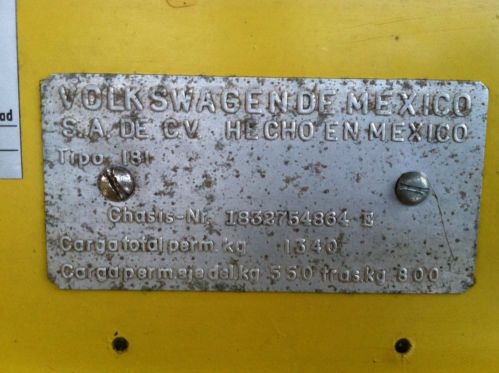 ad
VOLKSWAGEN DE MEXICO
S.A. DE C.V. HECHO EN MEXICO
Tipo 181
Chasis-Nr. 1832754864 E
Carga total perm. kg 1340
Carga perm eje del.kg 550 tras.kg 800